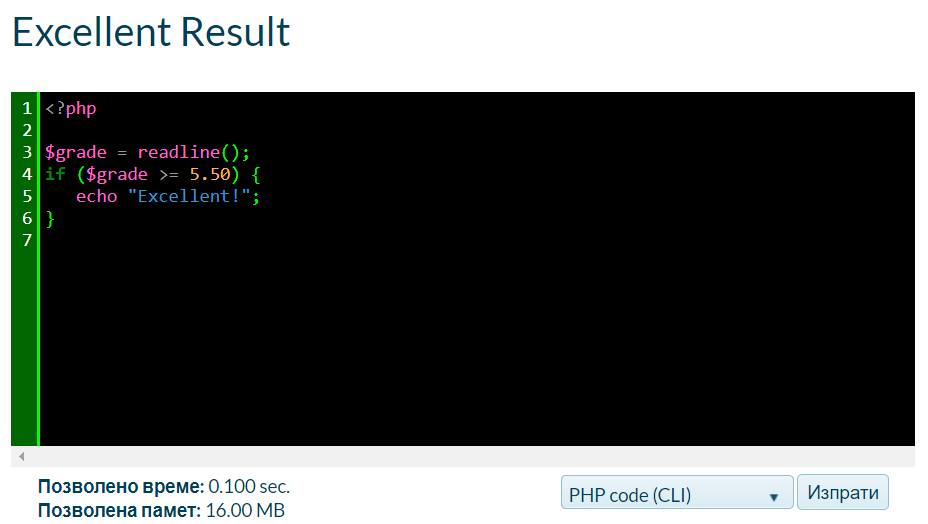 Excellent Result
1 <?php
2
3 $grade = readline();
4 if ($grade >= 5.50) {
5    echo "Excellent!";
6 }
7
Позволено време: 0.100 sec.
Позволена памет: 16.00 MB
PHP code (CLI)
Изпрати